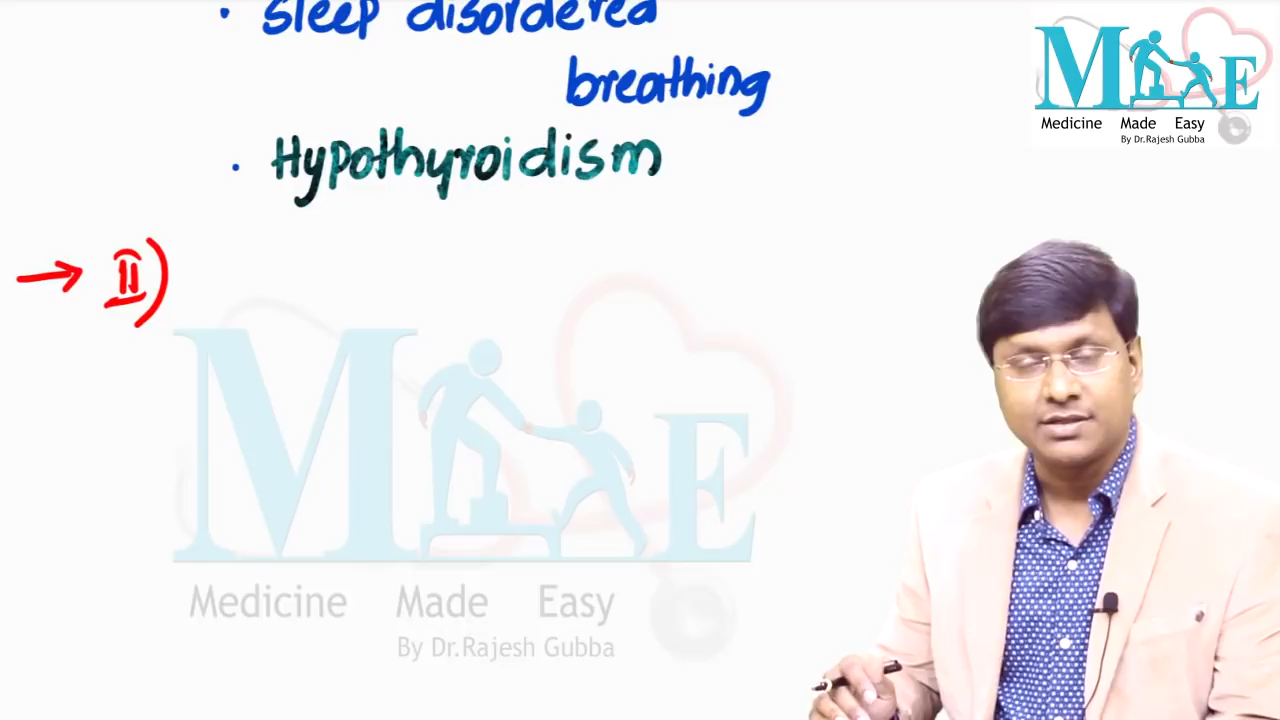 • Sleep disordered
breathing
• Hypothyroidism
→ II)
M E
Medicine Made Easy
By Dr.Rajesh Gubba
M E
Medicine Made Easy
By Dr.Rajesh Gubba